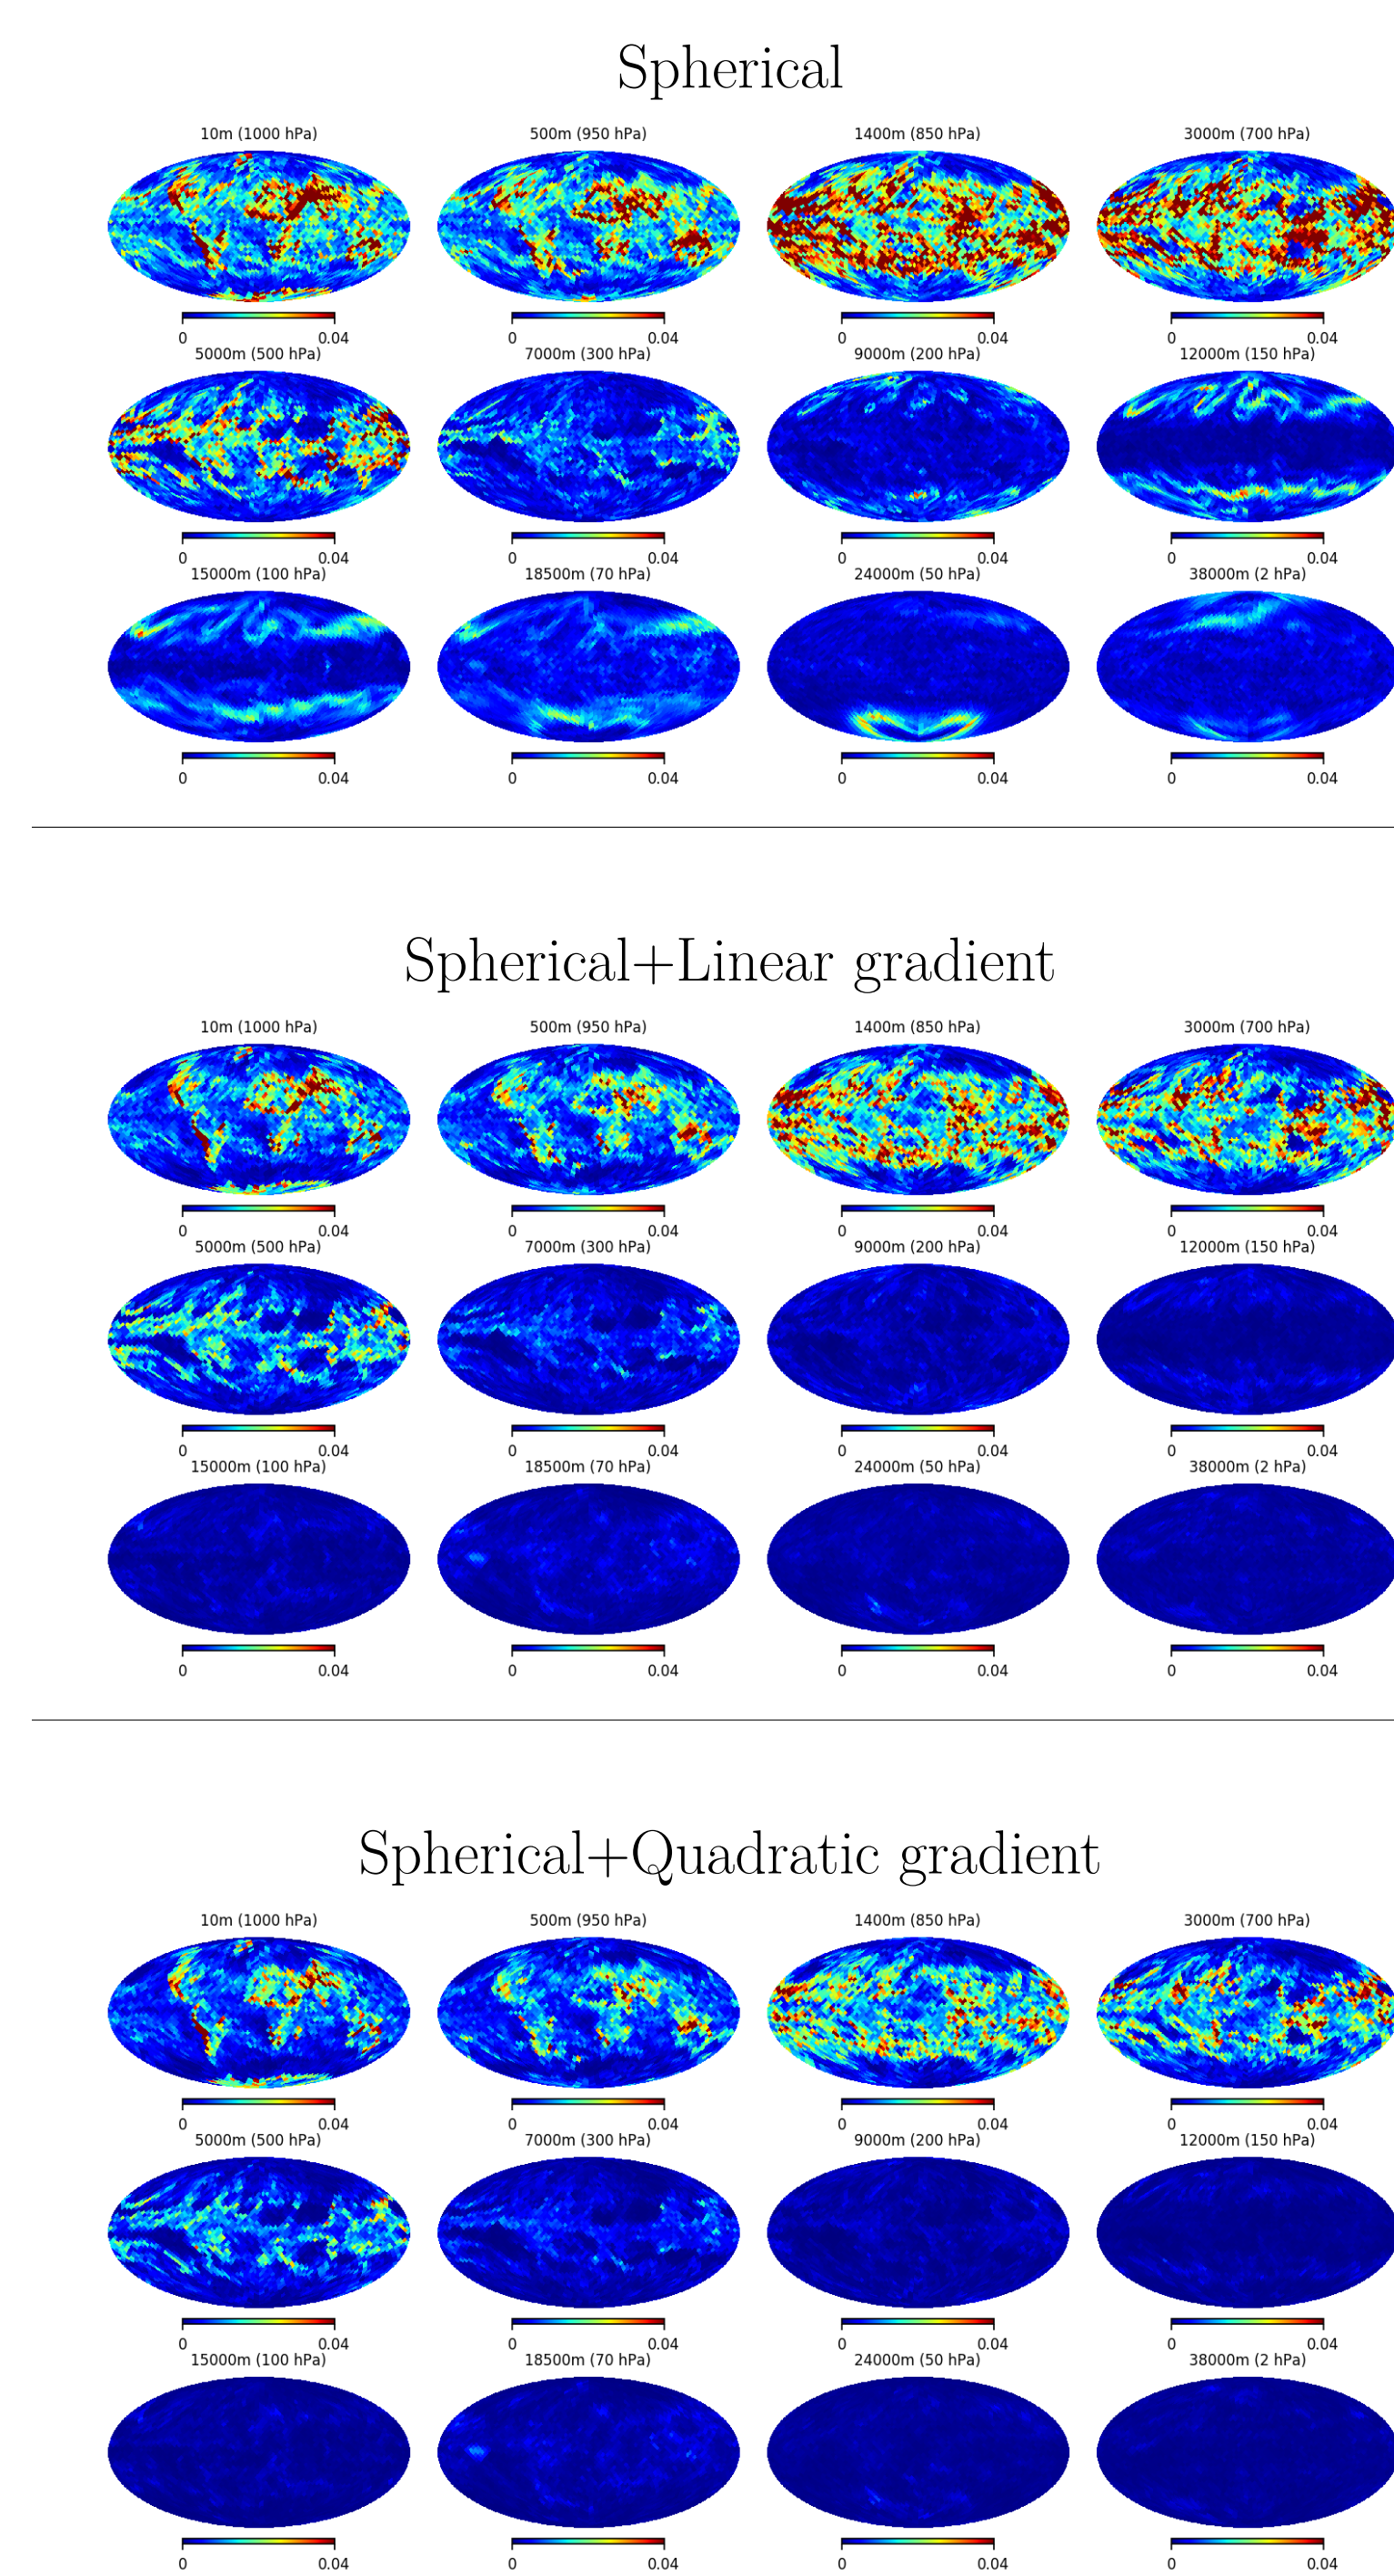 Spherical
10m (1000 hPa) 500m (950 hPa) 1400m (850 hPa) 3000m (700 hPa)
0 0.04 0 0.04 0 0.04 0 0.04
5000m (500 hPa) 7000m (300 hPa) 9000m (200 hPa) 12000m (150 hPa)
0 0.04 0 0.04 0 0.04 0 0.04
15000m (100 hPa) 18500m (70 hPa) 24000m (50 hPa) 38000m (2 hPa)
0 0.04 0 0.04 0 0.04 0 0.04
Spherical+Linear gradient
10m (1000 hPa) 500m (950 hPa) 1400m (850 hPa) 3000m (700 hPa)
0 0.04 0 0.04 0 0.04 0 0.04
5000m (500 hPa) 7000m (300 hPa) 9000m (200 hPa) 12000m (150 hPa)
0 0.04 0 0.04 0 0.04 0 0.04
15000m (100 hPa) 18500m (70 hPa) 24000m (50 hPa) 38000m (2 hPa)
0 0.04 0 0.04 0 0.04 0 0.04
Spherical+Quadratic gradient
10m (1000 hPa) 500m (950 hPa) 1400m (850 hPa) 3000m (700 hPa)
0 0.04 0 0.04 0 0.04 0 0.04
5000m (500 hPa) 7000m (300 hPa) 9000m (200 hPa) 12000m (150 hPa)
0 0.04 0 0.04 0 0.04 0 0.04
15000m (100 hPa) 18500m (70 hPa) 24000m (50 hPa) 38000m (2 hPa)
0 0.04 0 0.04 0 0.04 0 0.04